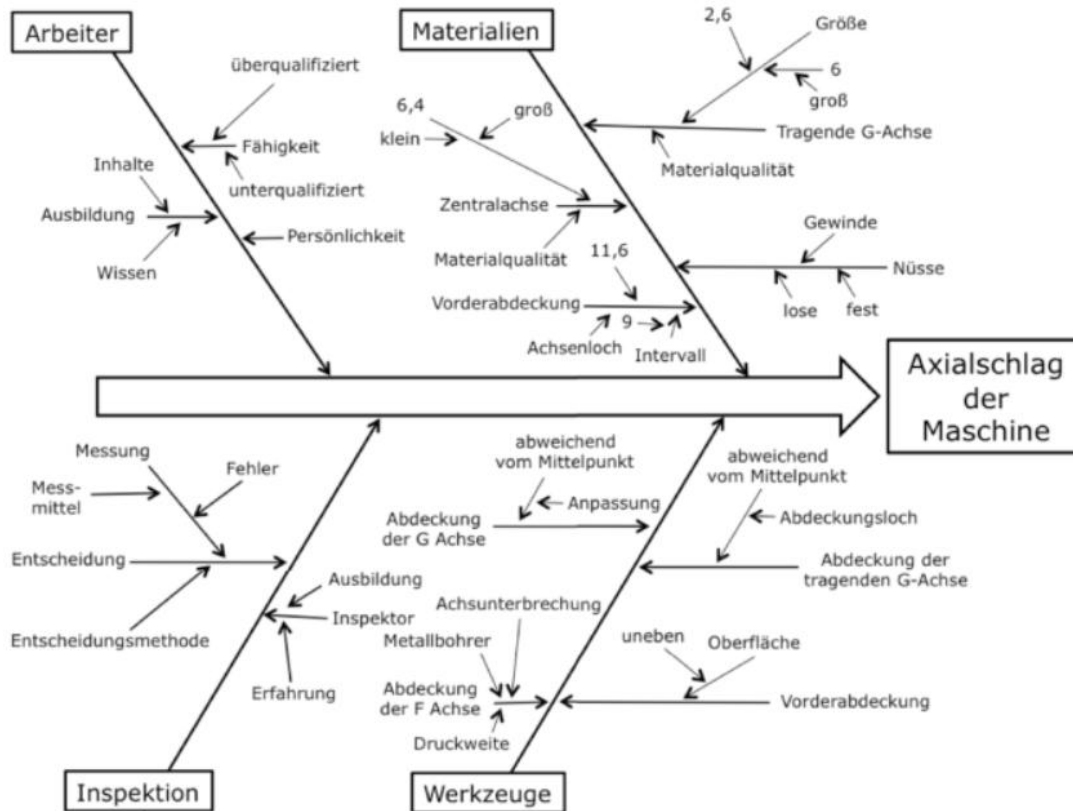 Arbeiter
Materialien
2,6
Größe
überqualifiziert
6
groß
6,4
groß
klein
Tragende G-Achse
Fähigkeit
Materialqualität
Inhalte
unterqualifiziert
Zentralachse
Ausbildung
Persönlichkeit
Gewinde
Wissen
Materialqualität
11,6
Nüsse
Vorderabdeckung
lose
fest
9
Achsenloch
Intervall
Axialschlag
der
Maschine
Messung
Fehler
Mess-
mittel
abweichend
vom Mittelpunkt
abweichend
vom Mittelpunkt
Anpassung
Abdeckungsloch
Abdeckung
der G Achse
Entscheidung
Abdeckung der
tragenden G-Achse
Ausbildung
Achsunterbrechung
Inspektor
Entscheidungsmethode
Metallbohrer
uneben
Oberfläche
Erfahrung
Abdeckung
der F Achse
Vorderabdeckung
Druckweite
Inspektion
Werkzeuge